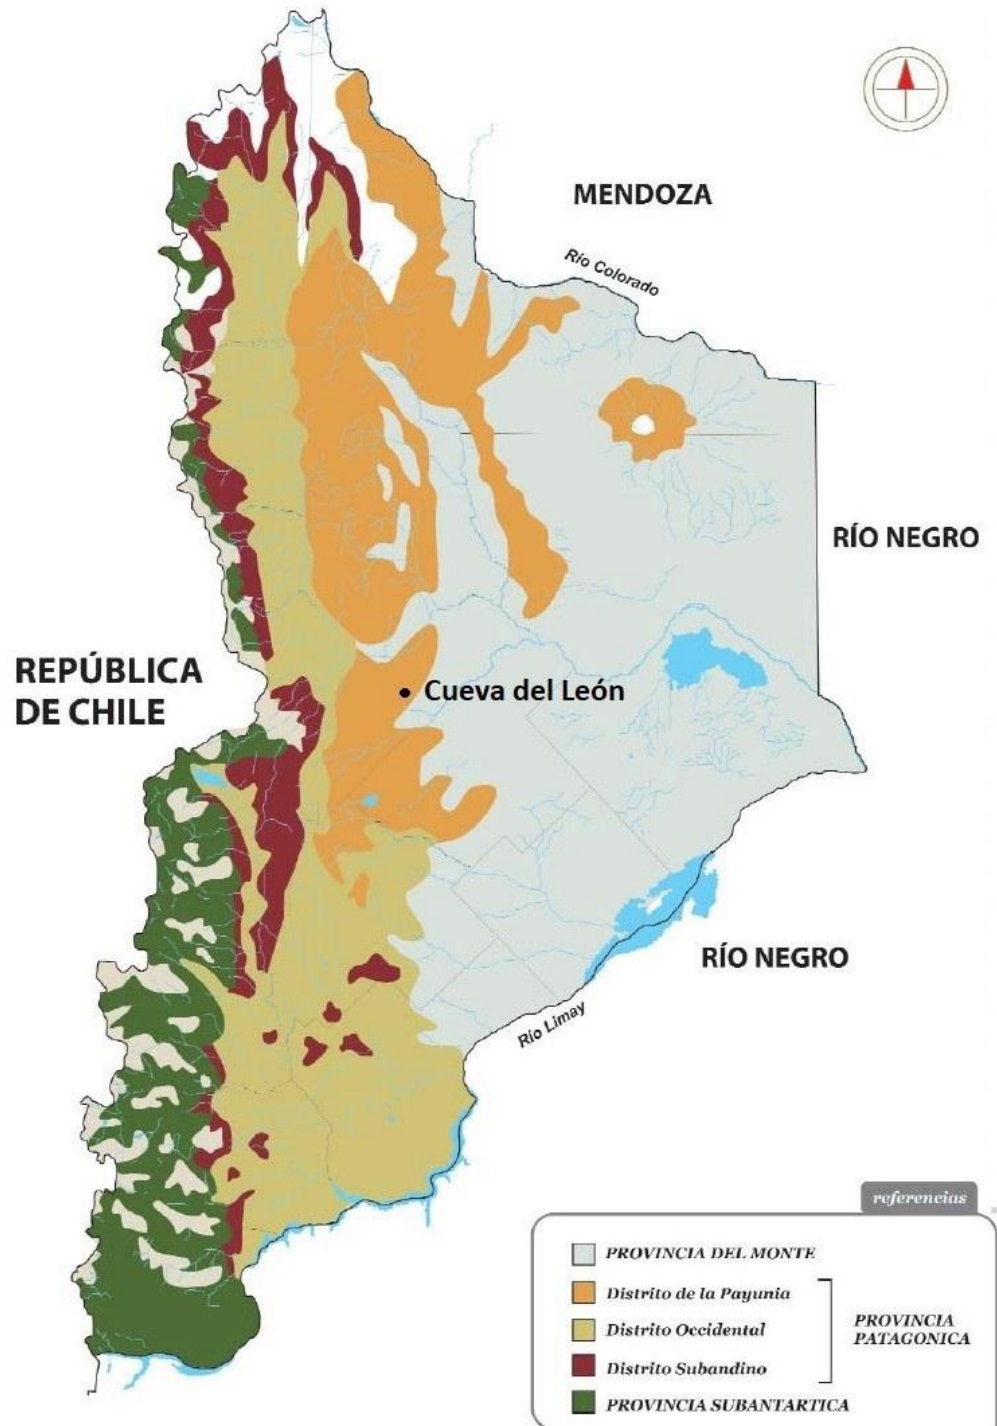 MENDOZA
Río Colorado
RÍO NEGRO
REPÚBLICA
DE CHILE
Cueva del León
RÍO NEGRO
Río Limay
referencias
PROVINCIA DEL MONTE
Distrito de la Payunia
Distrito Occidental
PROVINCIA
PATAGONICA
Distrito Subandino
PROVINCIA SUBANTARTICA